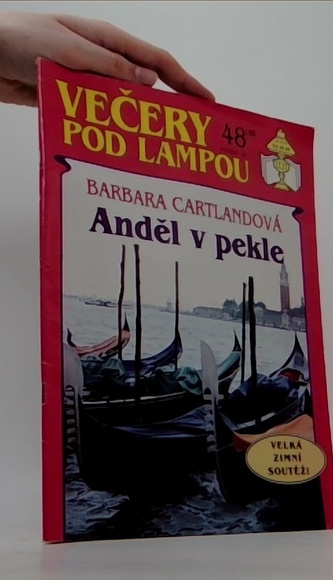 VEČERY
POD LAMPOU
48
BARBARA CARTLANDOVÁ
Anděl v pekle
VELKÁ
ZIMNÍ
SOUTĚŽ!